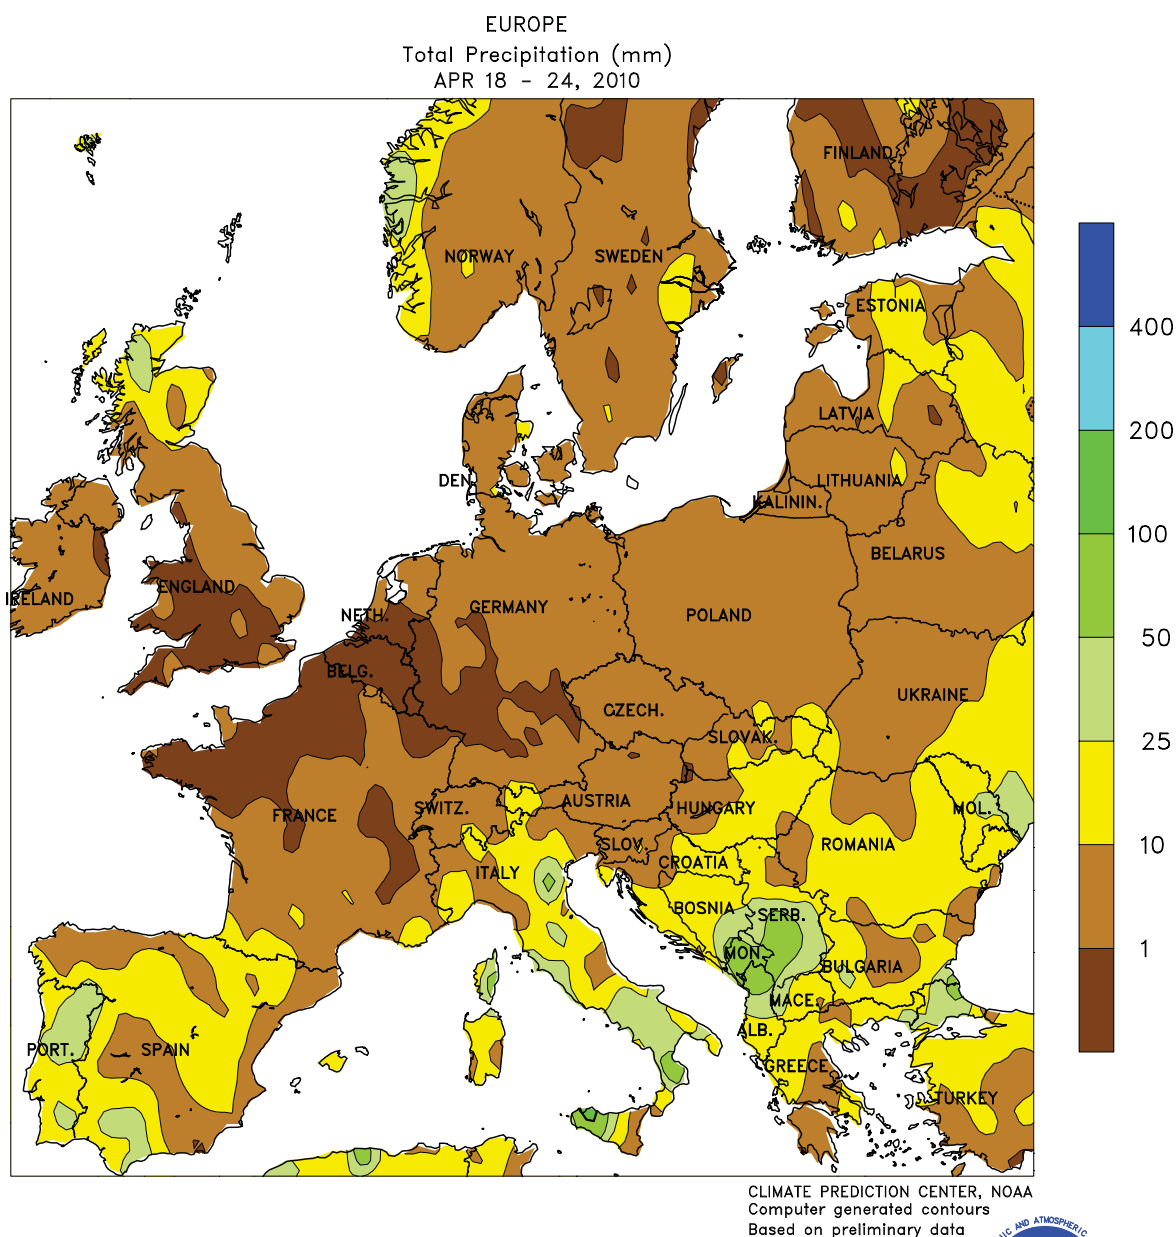 EUROPE
Total Precipitation (mm)
APR 18 - 24, 2010
FINLAND
NORWAY
SWEDEN
ESTONIA
LATVIA
DEN.
LITHUANIA
KALININ.
BELARUS
ENGLAND
IRELAND
NETH.
GERMANY
POLAND
BELG.
UKRAINE
CZECH.
SLOVAK.
FRANCE
SWITZ.
AUSTRIA
HUNGARY
MOL.
SLOV.
ROMANIA
CROATIA
ITALY
BOSNIA
SERB.
MON.
BULGARIA
MACE.
ALB.
PORT.
SPAIN
GREECE
TURKEY
400
200
100
50
25
10
1
CLIMATE PREDICTION CENTER, NOAA
Computer generated contours
Based on preliminary data
AND ATMOSPHERIC